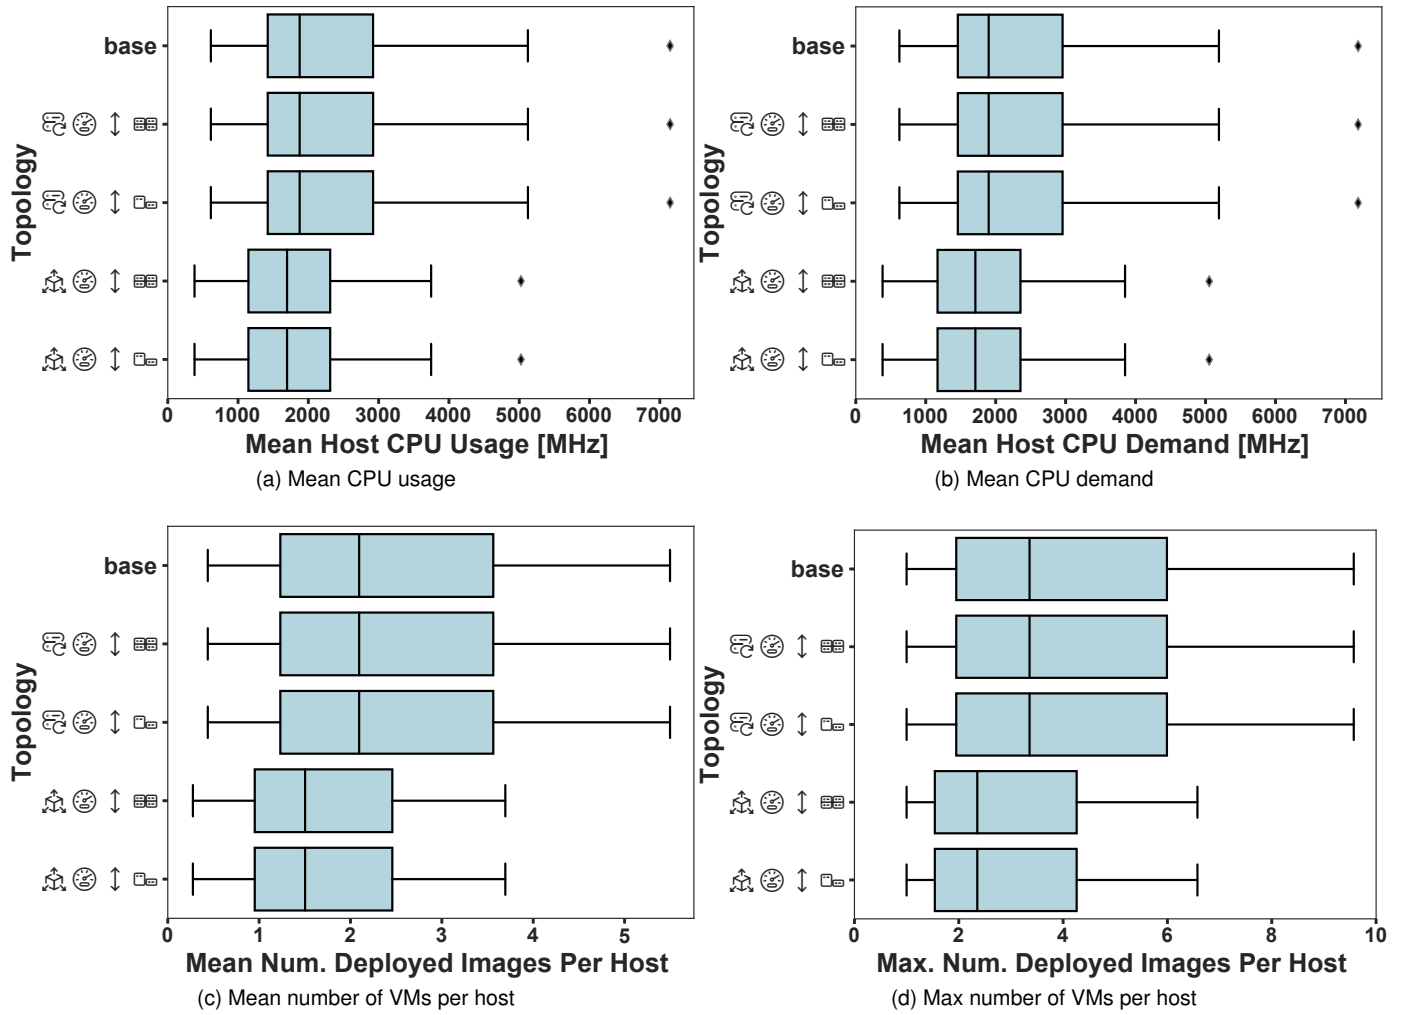 base
Topology
0 1000 2000 3000 4000 5000 6000 7000
Mean Host CPU Usage [MHz]
(a) Mean CPU usage
base
Topology
0 1000 2000 3000 4000 5000 6000 7000
Mean Host CPU Demand [MHz]
(b) Mean CPU demand
base
Topology
0 1 2 3 4 5
Mean Num. Deployed Images Per Host
(c) Mean number of VMs per host
base
Topology
0 2 4 6 8 10
Max. Num. Deployed Images Per Host
(d) Max number of VMs per host